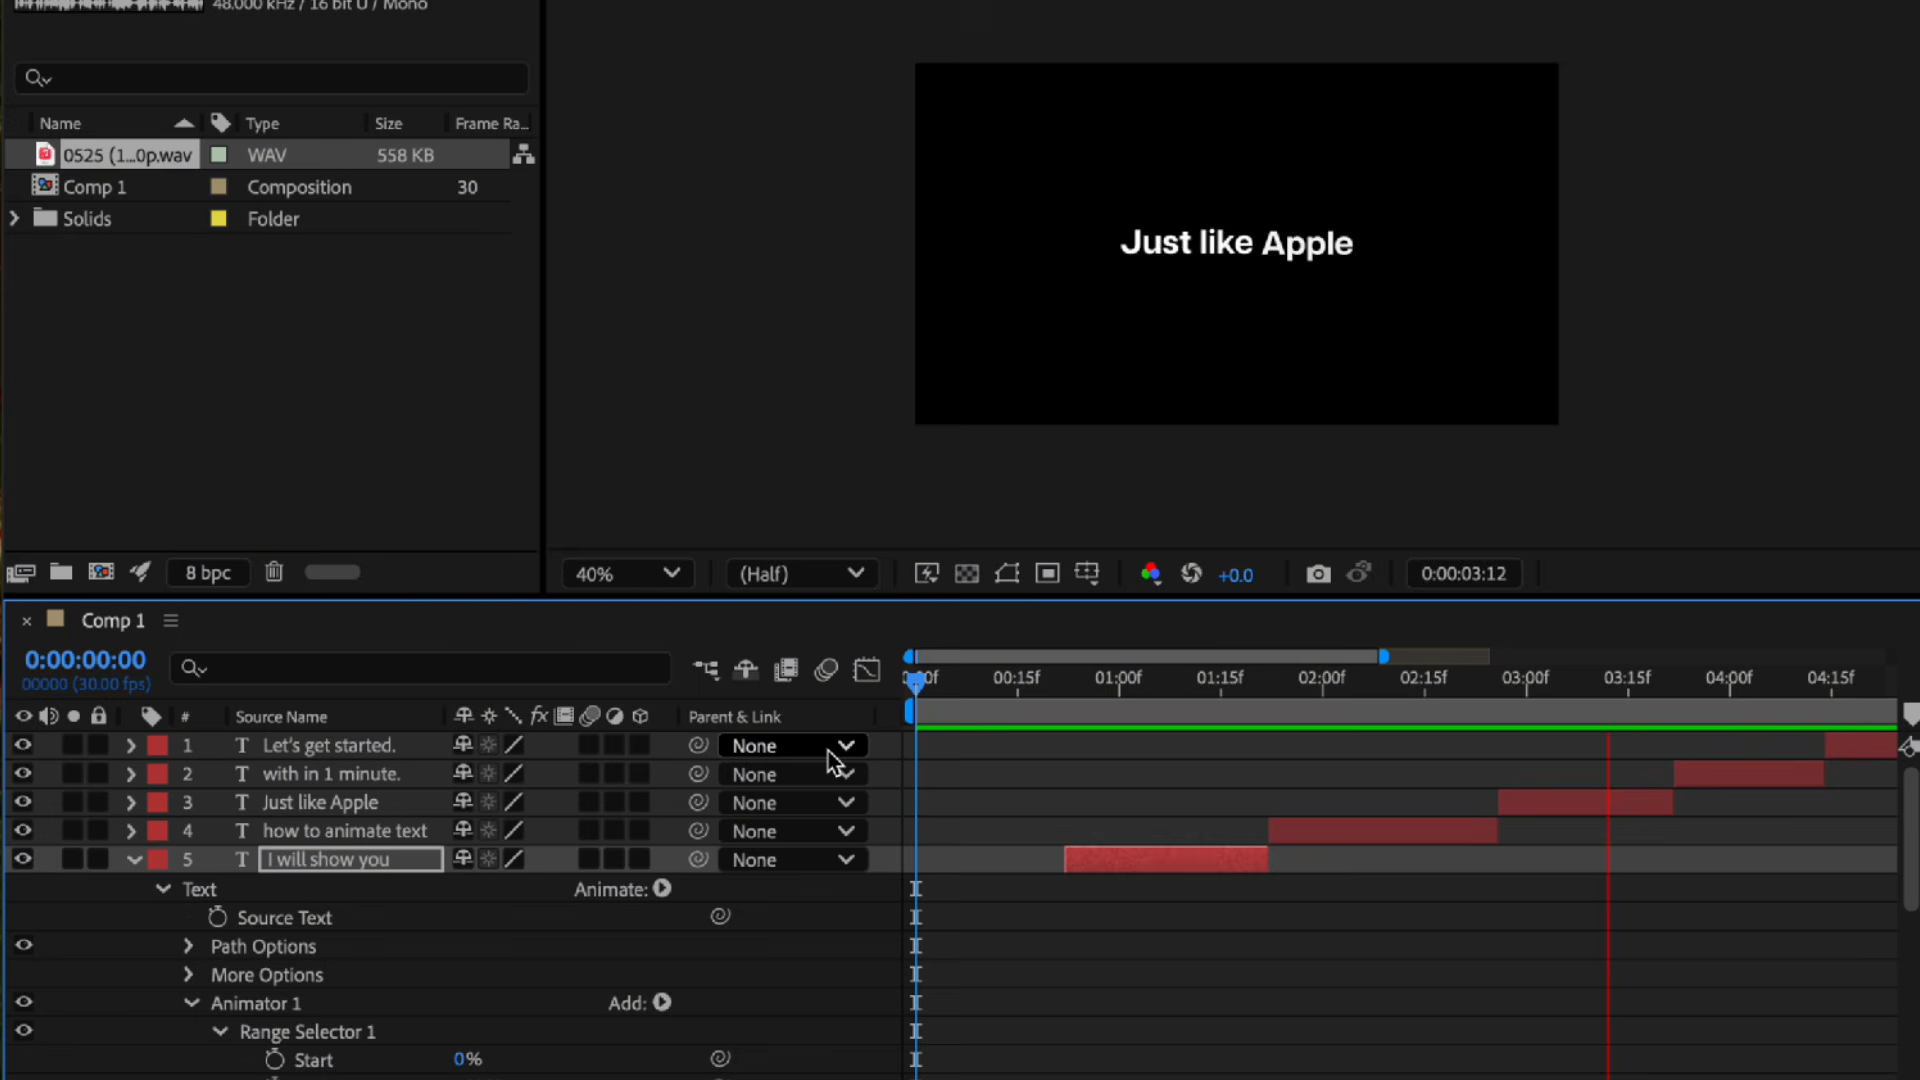 48.000 kHz / 16 bit U / Mono
Name Type Size Frame Ra...
0525 (1...0p.wav WAV 558 KB
Comp 1 Composition 30
Solids Folder
Just like Apple
8 bpc 40% (Half) +0.0 0:00:03:12
Comp 1
0:00:00:00
00000 (30.00 fps)
00:15f 01:00f 01:15f 02:00f 02:15f 03:00f 03:15f 04:00f 04:15f
# Source Name fx Parent & Link
1 T Let's get started. None
2 T with in 1 minute. None
3 T Just like Apple None
4 T how to animate text None
5 T I will show you None
Text Animate:
Source Text
Path Options
More Options
Animator 1 Add:
Range Selector 1
Start 0%